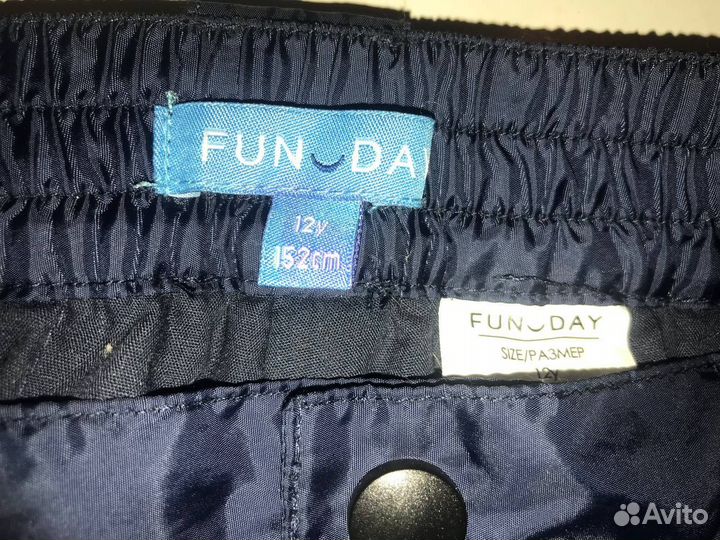 FUN DAY
12y
152cm
FUN DAY
SIZE/РАЗМЕР
12Y
Avito